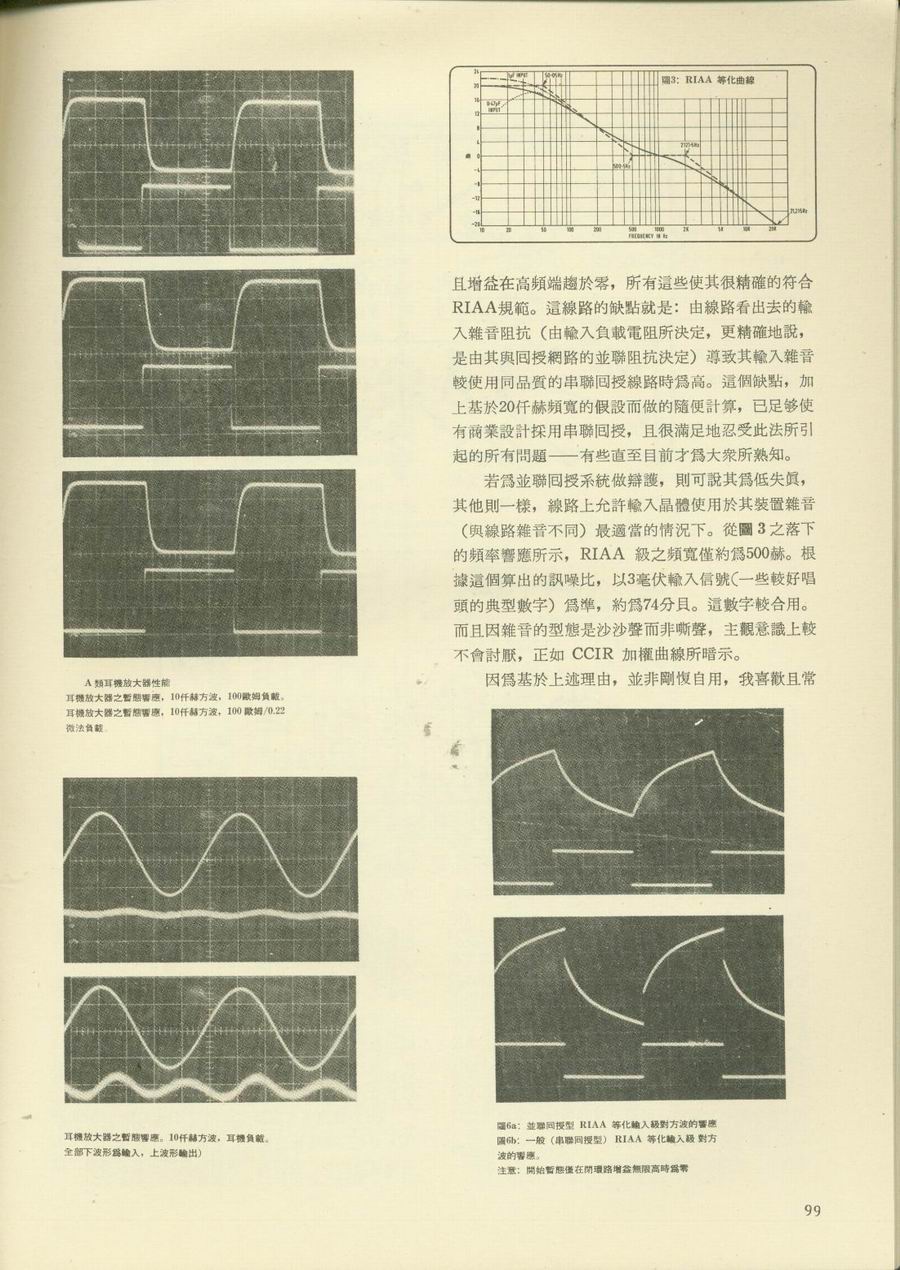 圖3：RIAA 等化曲線
1μF INPUT
50·05Hz
0·47μF
INPUT
500·5Hz
2121·5Hz
21,215Hz
24
20
16
12
8
4
0
-4
-8
-12
-16
-20
dB
10 20 50 100 200 500 1000 2K 5K 10K 20K
FREQUENCY IN Hz
且增益在高頻端趨於零，所有這些使其很精確的符合
RIAA規範。這線路的缺點就是：由線路看出去的輸
入雜音阻抗（由輸入負載電阻所決定，更精確地說，
是由其與回授網路的並聯阻抗決定）導致其輸入雜音
較使用同品質的串聯回授線路時爲高。這個缺點，加
上基於20仟赫頻寬的假設而做的隨便計算，已足够使
有商業設計採用串聯回授，且很滿足地忍受此法所引
起的所有問題——有些直至目前才爲大衆所熟知。
若爲並聯回授系統做辯護，則可說其爲低失眞，
其他則一樣，線路上允許輸入晶體使用於其裝置雜音
（與線路雜音不同）最適當的情況下。從圖 3 之落下
的頻率響應所示，RIAA 級之頻寬僅約爲500赫。根
據這個算出的訊噪比，以3毫伏輸入信號（一些較好唱
頭的典型數字）爲準，約爲74分貝。這數字較合用。
而且因雜音的型態是沙沙聲而非嘶聲，主觀意識上較
不會討厭，正如 CCIR 加權曲線所暗示。
因爲基於上述理由，並非剛愎自用，我喜歡且常
A 類耳機放大器性能
耳機放大器之暫態響應，10仟赫方波，100歐姆負載。
耳機放大器之暫態響應，10仟赫方波，100 歐姆/0.22
微法負載。
耳機放大器之暫態響應。10仟赫方波，耳機負載。
全部下波形爲輸入，上波形輸出）
圖6a：並聯回授型 RIAA 等化輸入級對方波的響應
圖6b：一般（串聯回授型）RIAA 等化輸入級 對方
波的響應。
注意：開始暫態僅在閉環路增益無限高時爲零
99